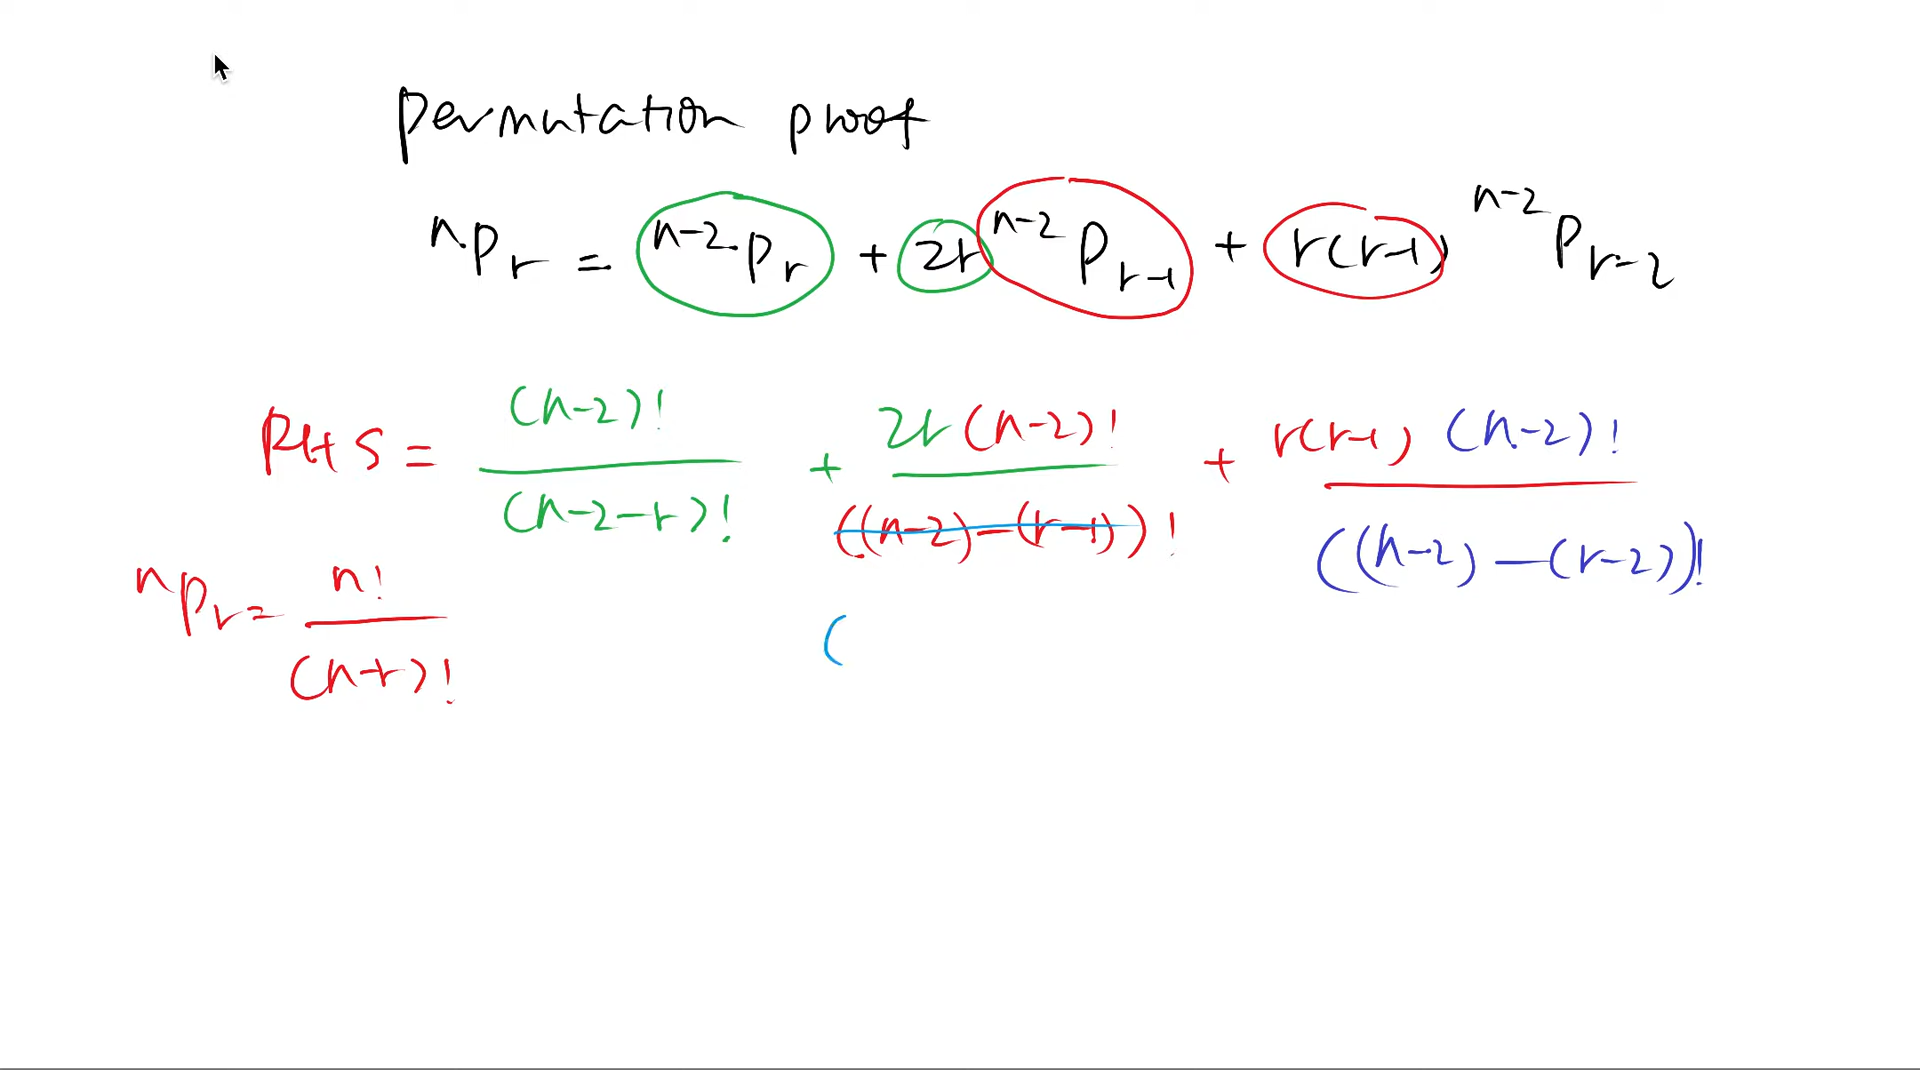 permutation proof
ⁿPᵣ = ⁿ⁻²Pᵣ + 2r ⁿ⁻²Pᵣ₋₁ + r(r-1) ⁿ⁻²Pᵣ₋₂
RHS = (n-2)! / (n-2-r)! + 2r(n-2)! / ((n-2)-(r-1))! + r(r-1)(n-2)! / ((n-2)-(r-2))!
ⁿPᵣ = n! / (n-r)!
(